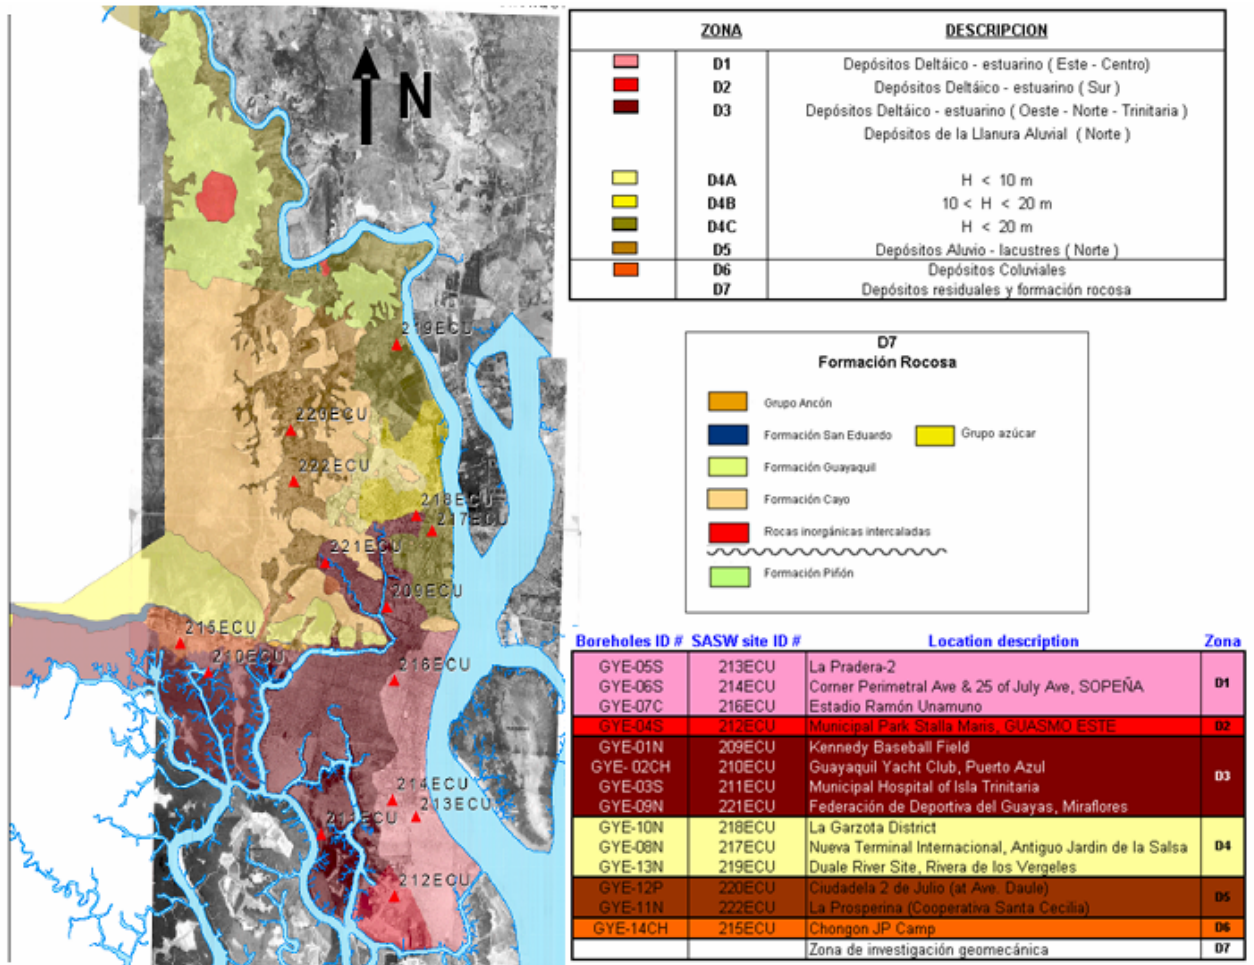 N
219ECU
220ECU
222ECU
218ECU
217ECU
221ECU
209ECU
215ECU
210ECU
216ECU
214ECU
213ECU
211ECU
212ECU
ZONA DESCRIPCION
D1 Depósitos Deltáico - estuarino ( Este - Centro)
D2 Depósitos Deltáico - estuarino ( Sur )
D3 Depósitos Deltáico - estuarino ( Oeste - Norte - Trinitaria )
Depósitos de la Llanura Aluvial ( Norte )
D4A H < 10 m
D4B 10 < H < 20 m
D4C H < 20 m
D5 Depósitos Aluvio - lacustres ( Norte )
D6 Depósitos Coluviales
D7 Depósitos residuales y formación rocosa
D7
Formación Rocosa
Grupo Ancón
Formación San Eduardo Grupo azúcar
Formación Guayaquil
Formación Cayo
Rocas inorgánicas intercaladas
Formación Piñón
Boreholes ID # SASW site ID # Location description Zona
GYE-05S 213ECU La Pradera-2
GYE-06S 214ECU Corner Perimetral Ave & 25 of July Ave, SOPEÑA D1
GYE-07C 216ECU Estadio Ramón Unamuno
GYE-04S 212ECU Municipal Park Stalla Maris, GUASMO ESTE D2
GYE-01N 209ECU Kennedy Baseball Field
GYE- 02CH 210ECU Guayaquil Yacht Club, Puerto Azul D3
GYE-03S 211ECU Municipal Hospital of Isla Trinitaria
GYE-09N 221ECU Federación de Deportiva del Guayas, Miraflores
GYE-10N 218ECU La Garzota District
GYE-08N 217ECU Nueva Terminal Internacional, Antiguo Jardin de la Salsa D4
GYE-13N 219ECU Duale River Site, Rivera de los Vergeles
GYE-12P 220ECU Ciudadela 2 de Julio (at Ave. Daule) D5
GYE-11N 222ECU La Prosperina (Cooperativa Santa Cecilia)
GYE-14CH 215ECU Chongon JP Camp D6
Zona de investigación geomecánica D7